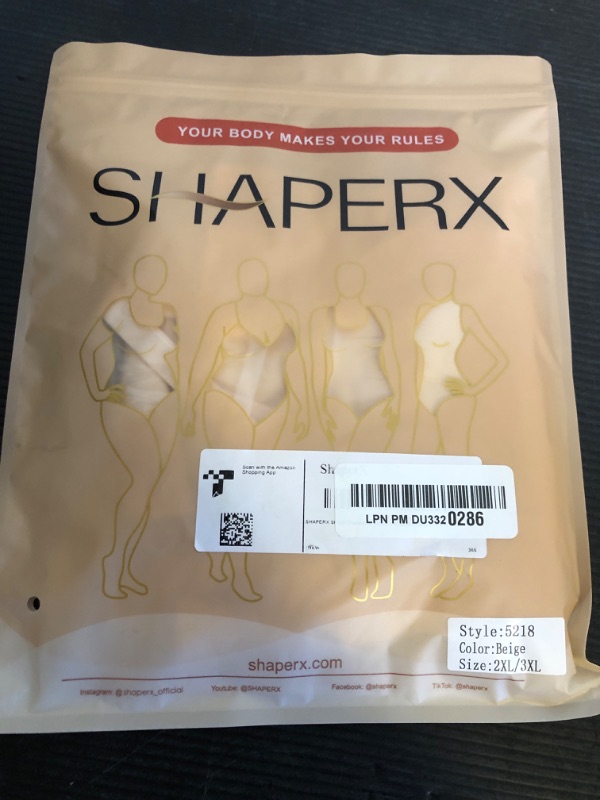 YOUR BODY MAKES YOUR RULES
SHAPERX
Scan with the Amazon
Shopping App
LPN PM DU3320286
Style:5218
Color:Beige
Size:2XL/3XL
shaperx.com
Instagram: @shaperx_official
Youtube: @SHAPERX
Facebook: @shaperx
TikTok: @shaperx